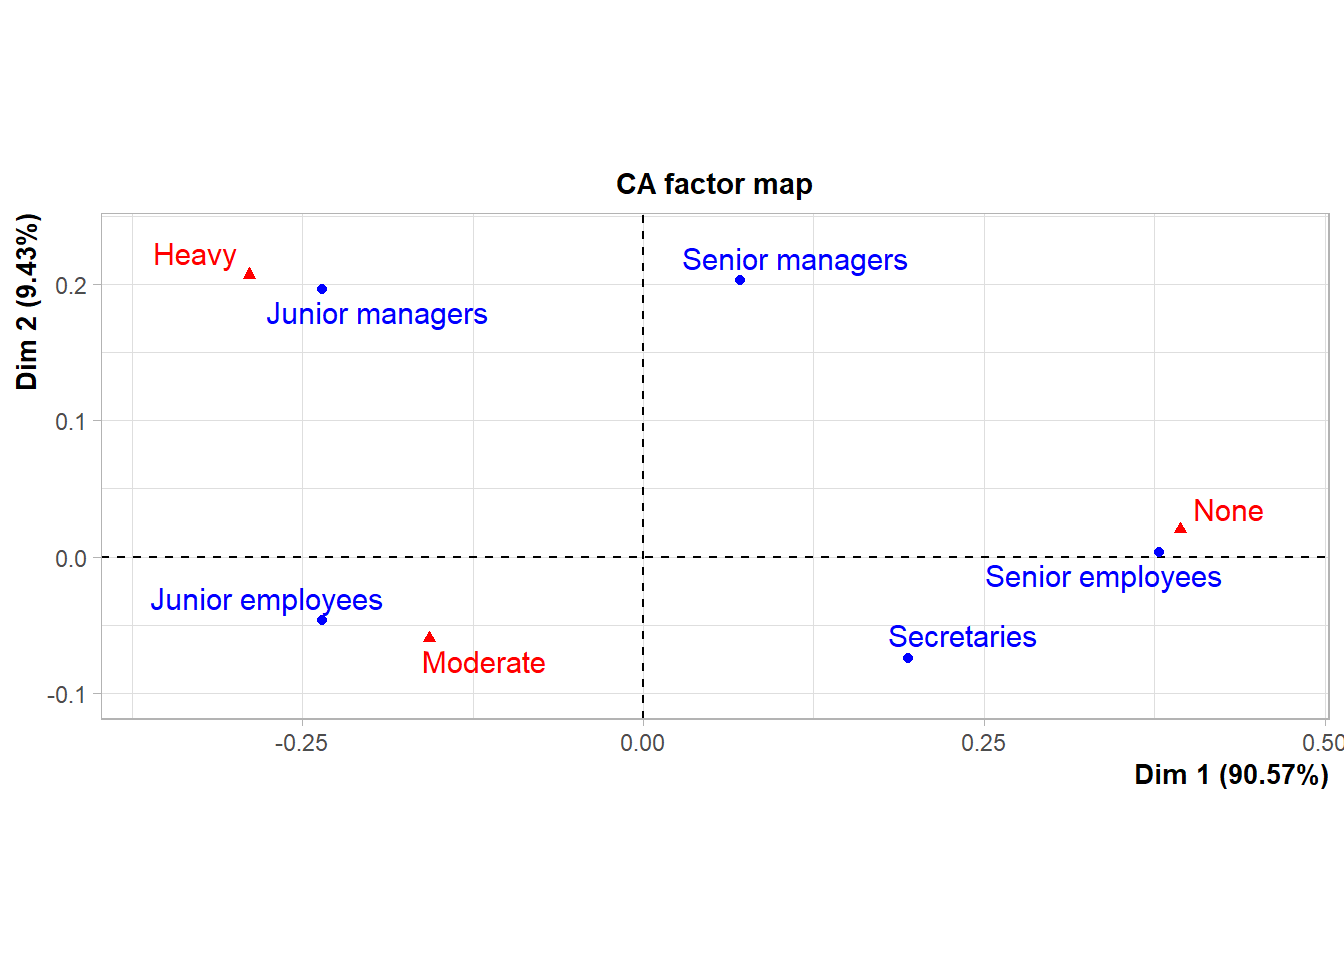 CA factor map
Dim 2 (9.43%)
Heavy
Senior managers
0.2
Junior managers
0.1
None
0.0
Senior employees
Junior employees
Secretaries
Moderate
-0.1
-0.25
0.00
0.25
0.50
Dim 1 (90.57%)